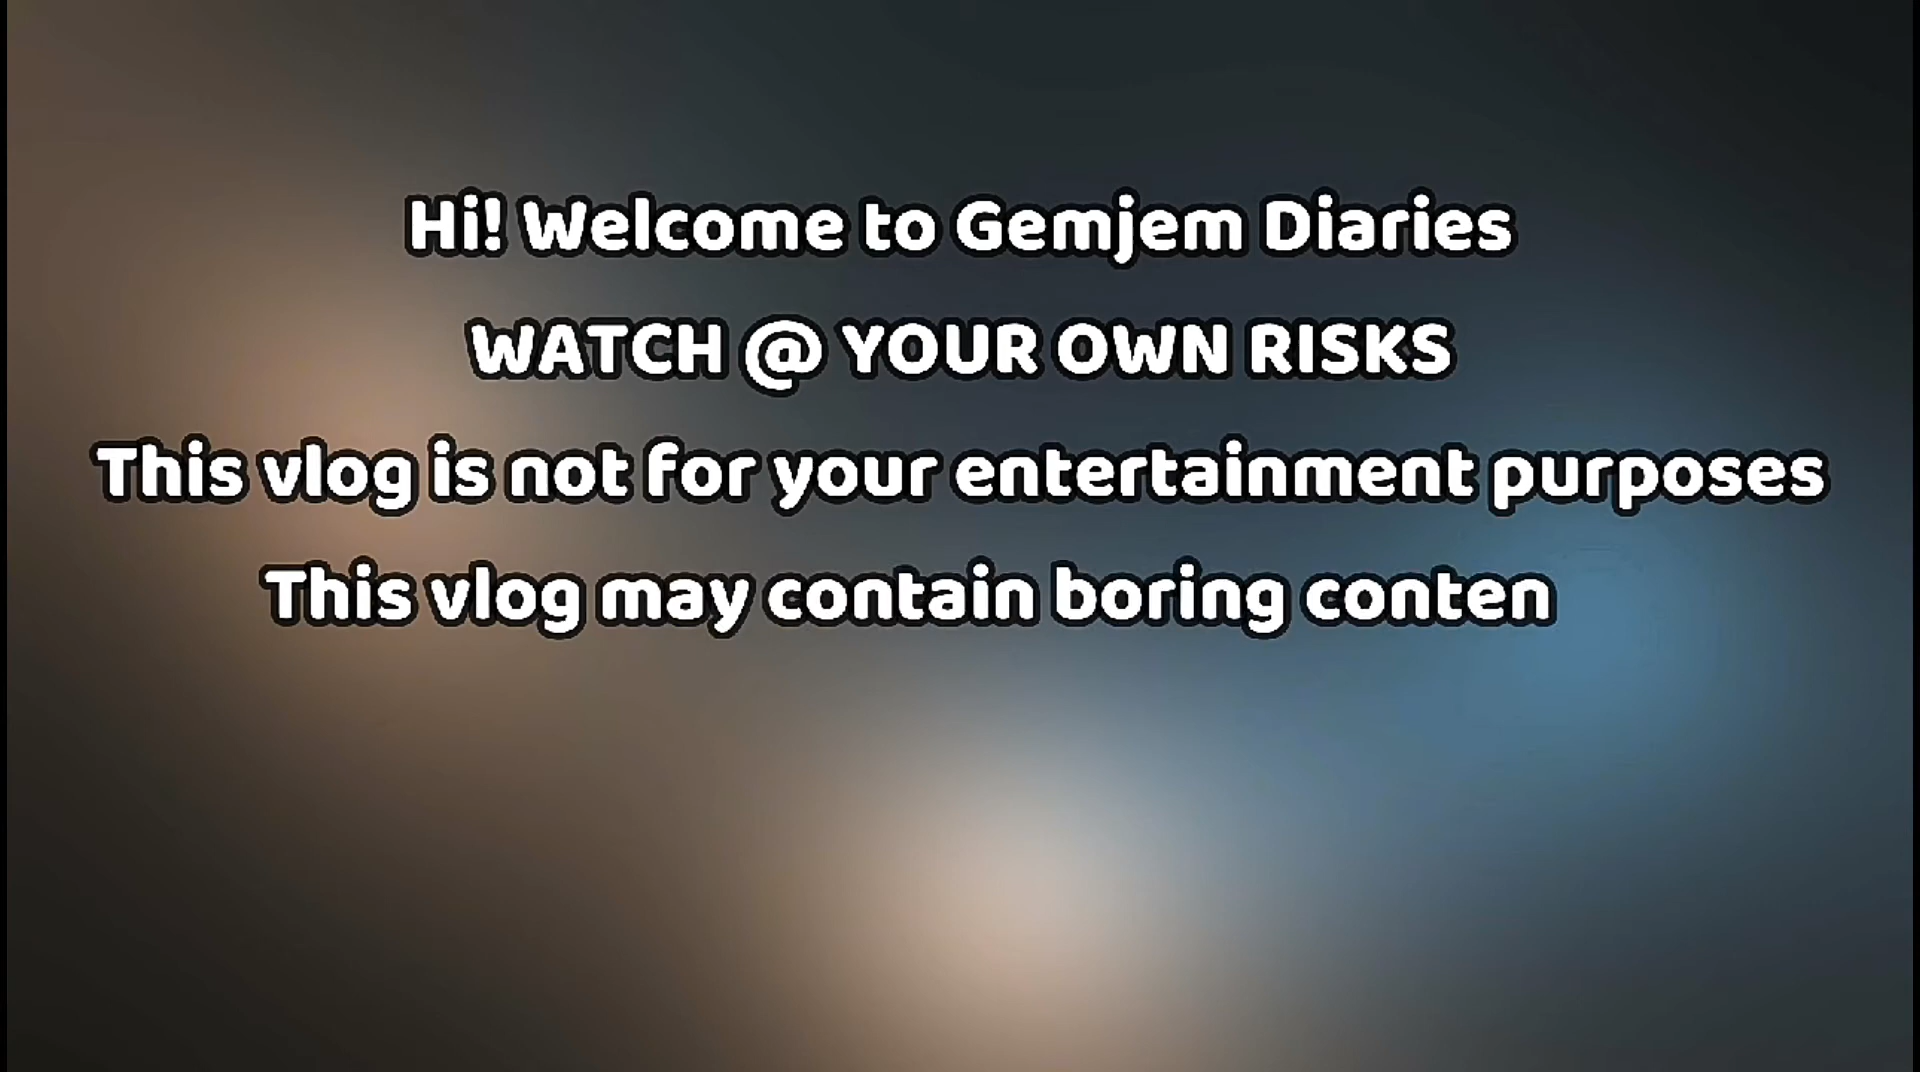 Hi! Welcome to Gemjem Diaries
WATCH @ YOUR OWN RISKS
This vlog is not for your entertainment purposes
This vlog may contain boring conten